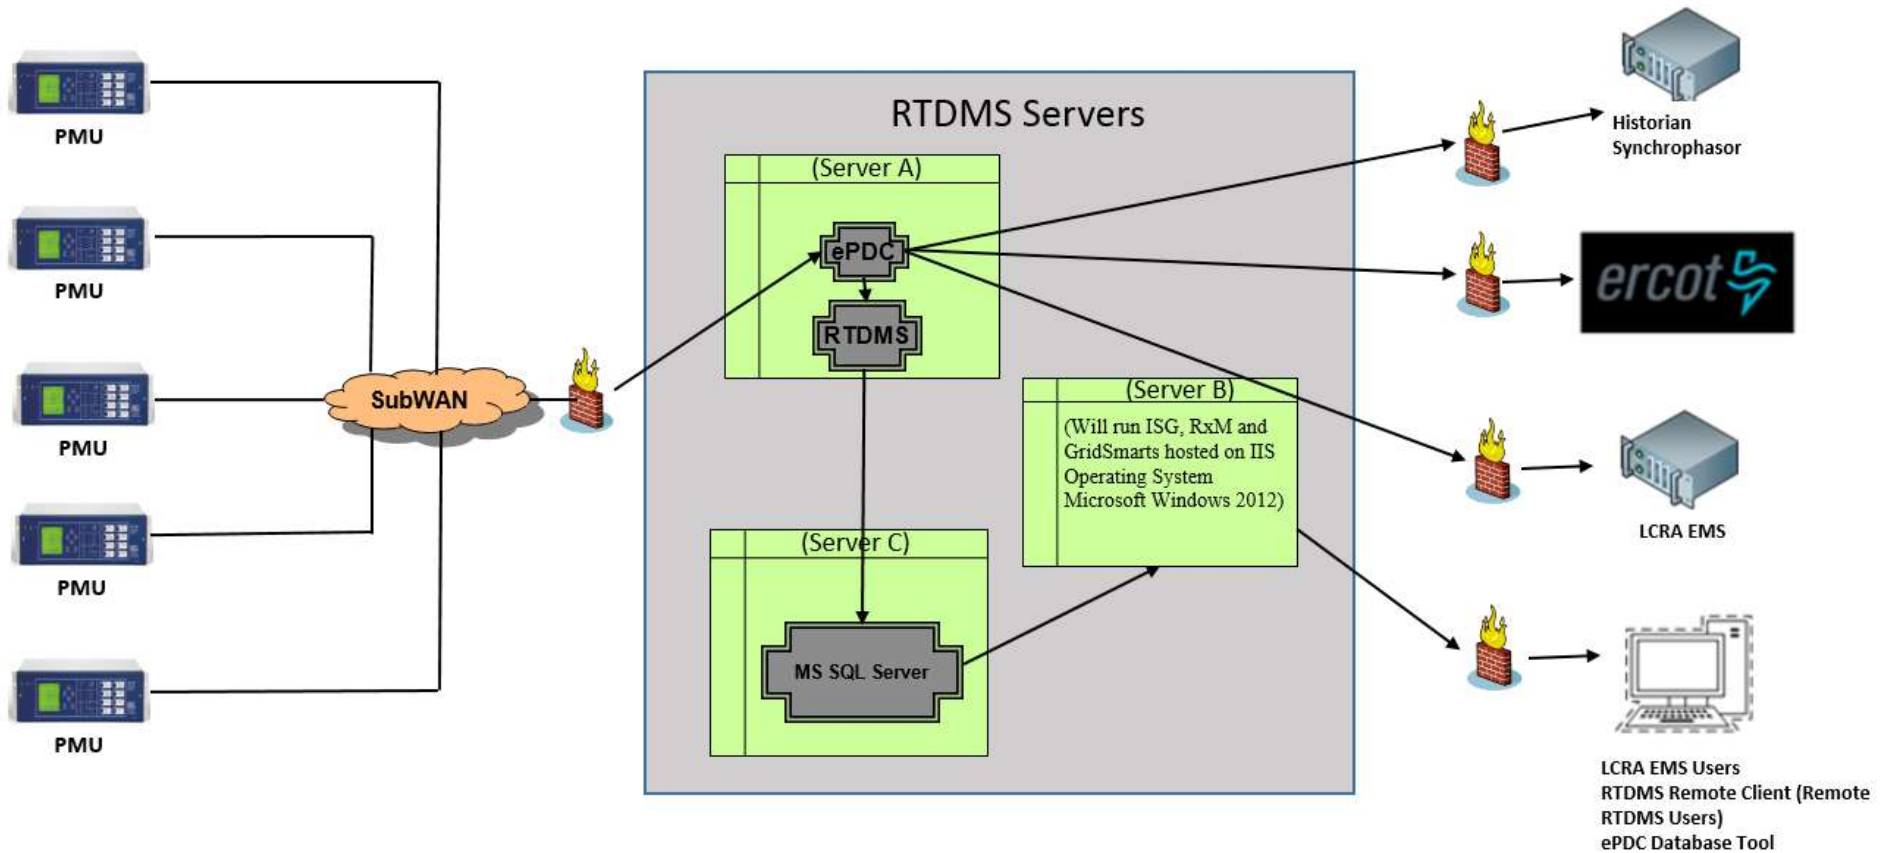 PMU
PMU
PMU
PMU
PMU
SubWAN
RTDMS Servers
(Server A)
ePDC
RTDMS
(Server B)
(Will run ISG, RxM and
GridSmarts hosted on IIS
Operating System
Microsoft Windows 2012)
(Server C)
MS SQL Server
Historian
Synchrophasor
ercot
LCRA EMS
LCRA EMS Users
RTDMS Remote Client (Remote
RTDMS Users)
ePDC Database Tool